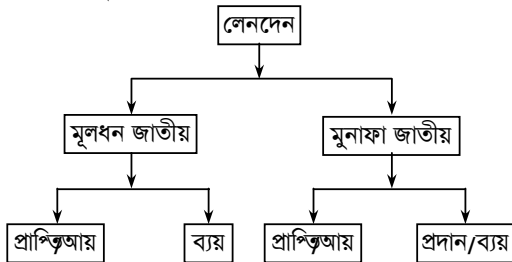 লেনদেন
মূলধন জাতীয় মুনাফা জাতীয়
প্রাপ্তি/আয় ব্যয় প্রাপ্তি/আয় প্রদান/ব্যয়